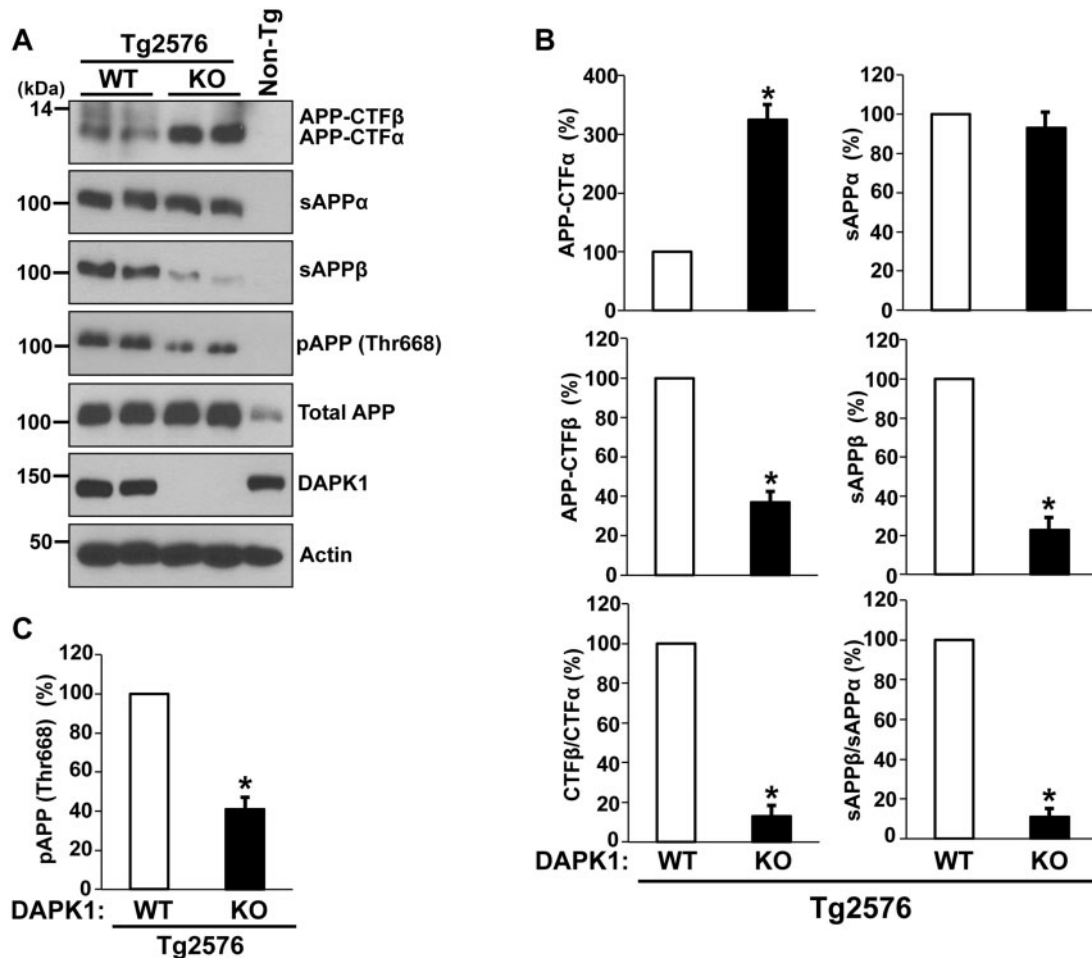 A
Tg2576
WT KO Non-Tg
(kDa)
14 APP-CTFβ
APP-CTFα
100 sAPPα
100 sAPPβ
100 pAPP (Thr668)
100 Total APP
150 DAPK1
50 Actin
B
APP-CTFα (%)
400
300
200
100
0
*
sAPPα (%)
120
100
80
60
40
20
0
APP-CTFβ (%)
120
100
80
60
40
20
0
*
sAPPβ (%)
120
100
80
60
40
20
0
*
CTFβ/CTFα (%)
120
100
80
60
40
20
0
*
sAPPβ/sAPPα (%)
120
100
80
60
40
20
0
*
DAPK1: WT KO WT KO
Tg2576
C
pAPP (Thr668) (%)
120
100
80
60
40
20
0
*
DAPK1: WT KO
Tg2576